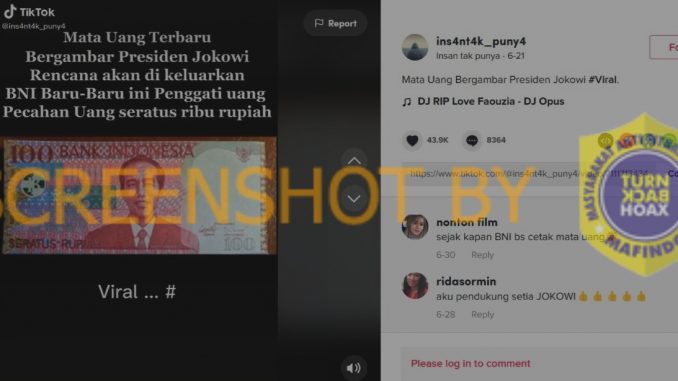 TikTok
@ins4nt4k_puny4
Report
Mata Uang Terbaru
Bergambar Presiden Jokowi
Rencana akan di keluarkan
BNI Baru-Baru ini Penggati uang
Pecahan Uang seratus ribu rupiah
100 BANK INDONESIA
SERATUS RUPIAH
100
Viral ... #
SCREENSHOT BY
ins4nt4k_puny4
Insan tak punya · 6-21
Fo
Mata Uang Bergambar Presiden Jokowi #Viral.
DJ RIP Love Faouzia - DJ Opus
43.9K
8364
https://www.tiktok.com/@ins4nt4k_puny4/
nonton film
sejak kapan BNI bs cetak mata uang
6-30 Reply
ridasormin
aku pendukung setia JOKOWI
6-28 Reply
Please log in to comment
TURN
BACK
HOAX
MAFINDO